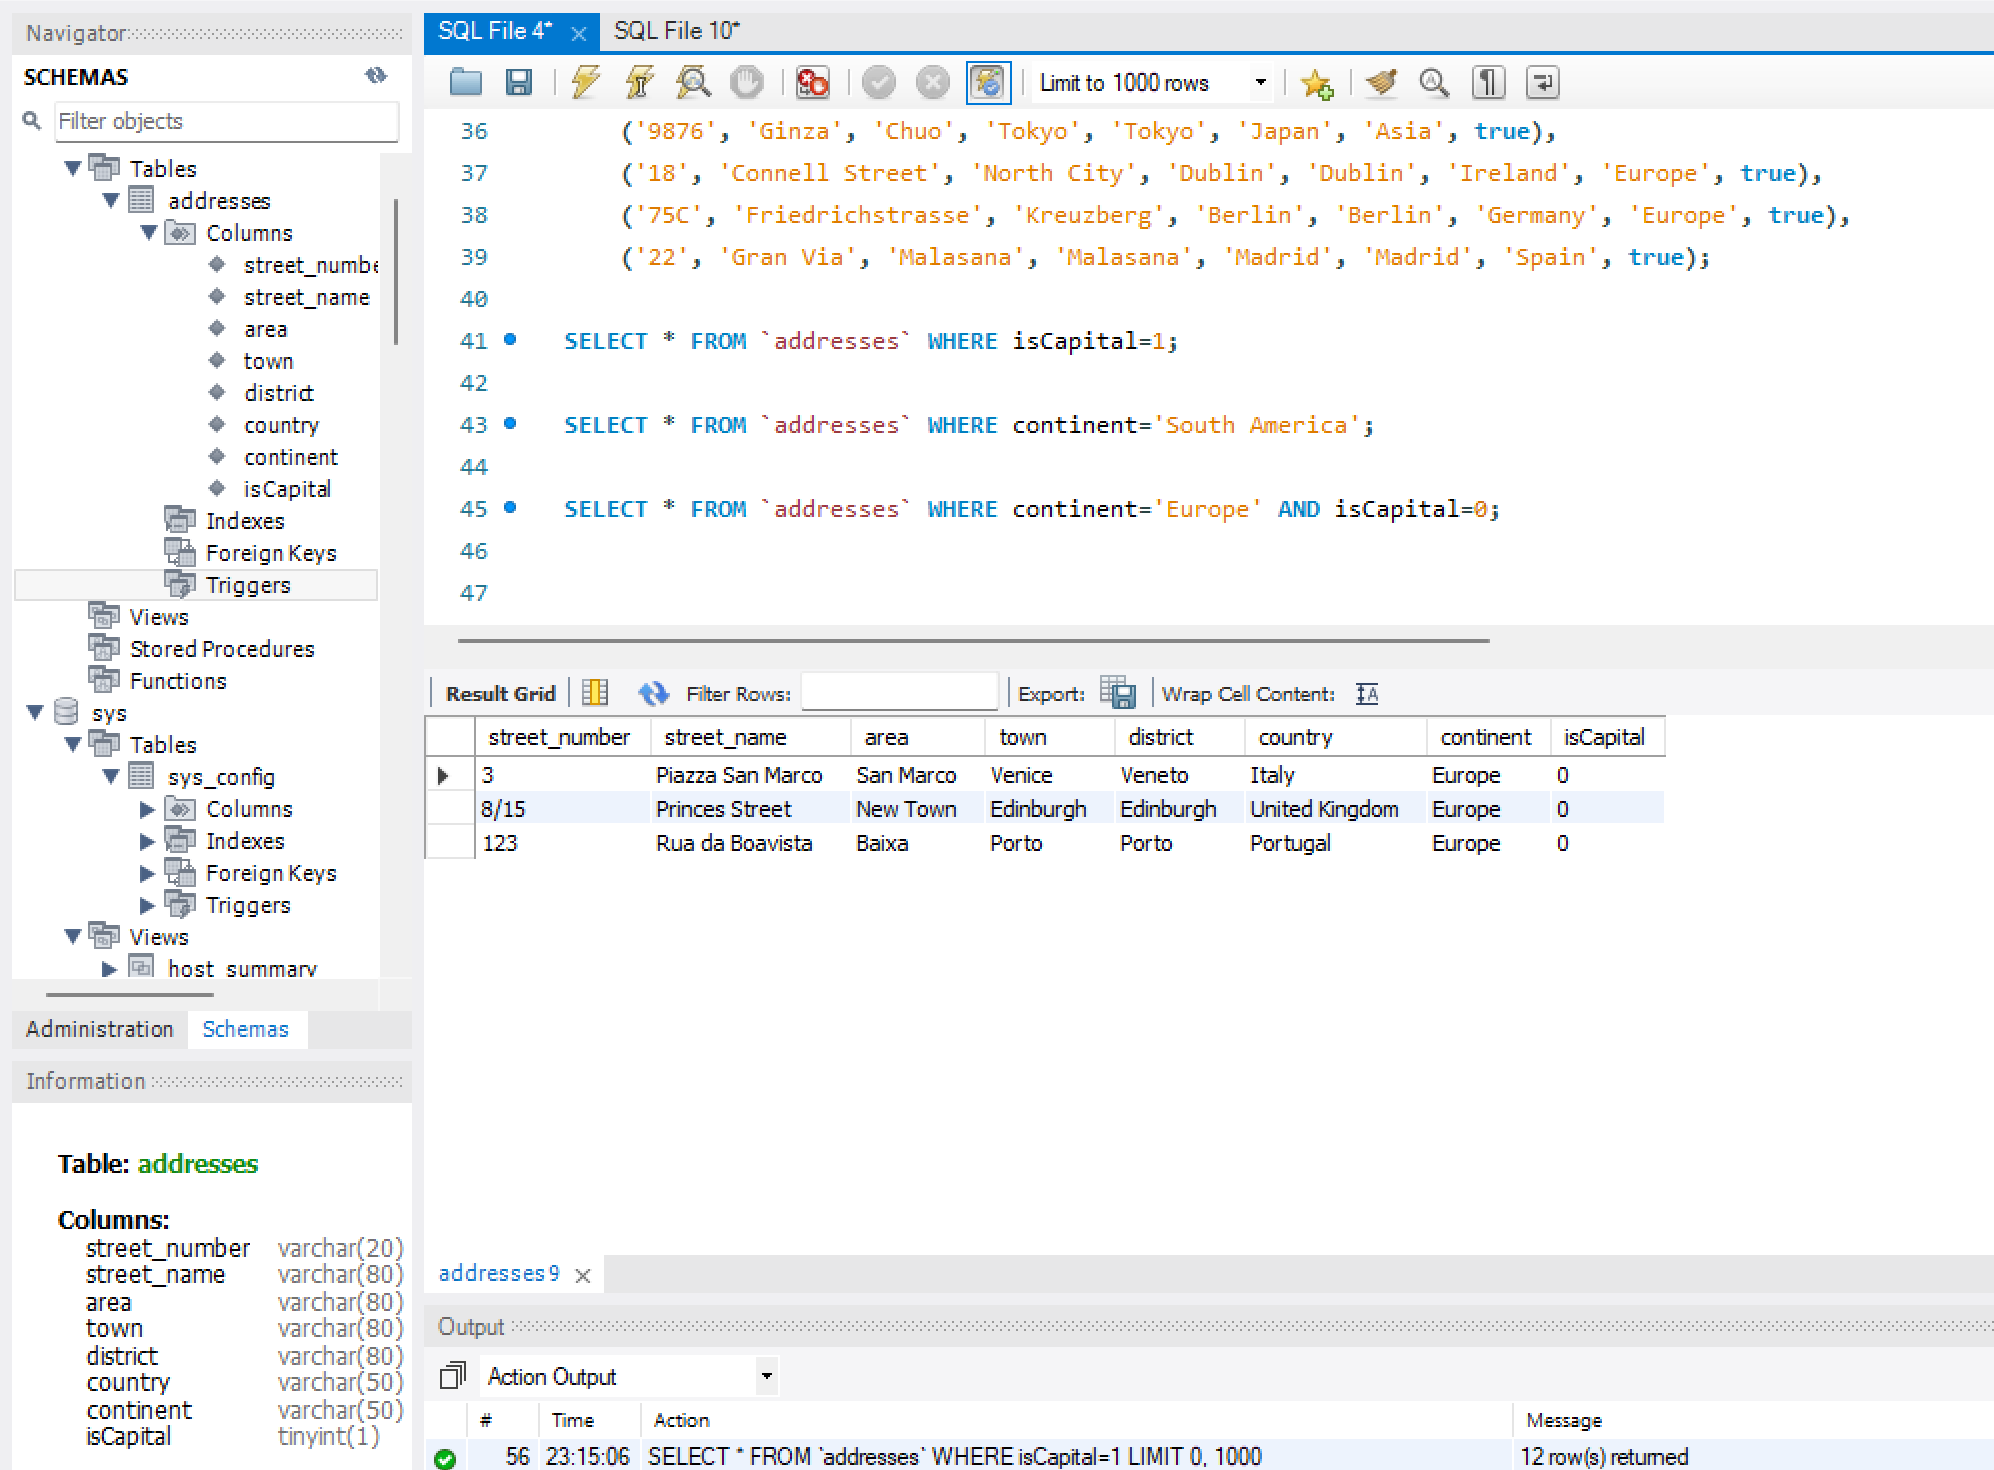 Navigator
SCHEMAS
Filter objects
Tables
addresses
Columns
street_numbe
street_name
area
town
district
country
continent
isCapital
Indexes
Foreign Keys
Triggers
Views
Stored Procedures
Functions
sys
Tables
sys_config
Columns
Indexes
Foreign Keys
Triggers
Views
host_summary
Administration Schemas
Information
Table: addresses
Columns:
street_number varchar(20)
street_name varchar(80)
area varchar(80)
town varchar(80)
district varchar(80)
country varchar(50)
continent varchar(50)
isCapital tinyint(1)
SQL File 4* SQL File 10*
Limit to 1000 rows
36 ('9876', 'Ginza', 'Chuo', 'Tokyo', 'Tokyo', 'Japan', 'Asia', true),
37 ('18', 'Connell Street', 'North City', 'Dublin', 'Dublin', 'Ireland', 'Europe', true),
38 ('75C', 'Friedrichstrasse', 'Kreuzberg', 'Berlin', 'Berlin', 'Germany', 'Europe', true),
39 ('22', 'Gran Via', 'Malasana', 'Malasana', 'Madrid', 'Madrid', 'Spain', true);
40
41 SELECT * FROM `addresses` WHERE isCapital=1;
42
43 SELECT * FROM `addresses` WHERE continent='South America';
44
45 SELECT * FROM `addresses` WHERE continent='Europe' AND isCapital=0;
46
47
Result Grid Filter Rows: Export: Wrap Cell Content:
street_number street_name area town district country continent isCapital
3 Piazza San Marco San Marco Venice Veneto Italy Europe 0
8/15 Princes Street New Town Edinburgh Edinburgh United Kingdom Europe 0
123 Rua da Boavista Baixa Porto Porto Portugal Europe 0
addresses 9
Output
Action Output
# Time Action Message
56 23:15:06 SELECT * FROM `addresses` WHERE isCapital=1 LIMIT 0, 1000 12 row(s) returned